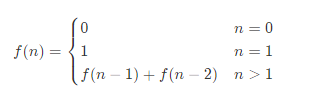 0 n = 0
f(n) = { 1 n = 1
f(n − 1) + f(n − 2) n > 1